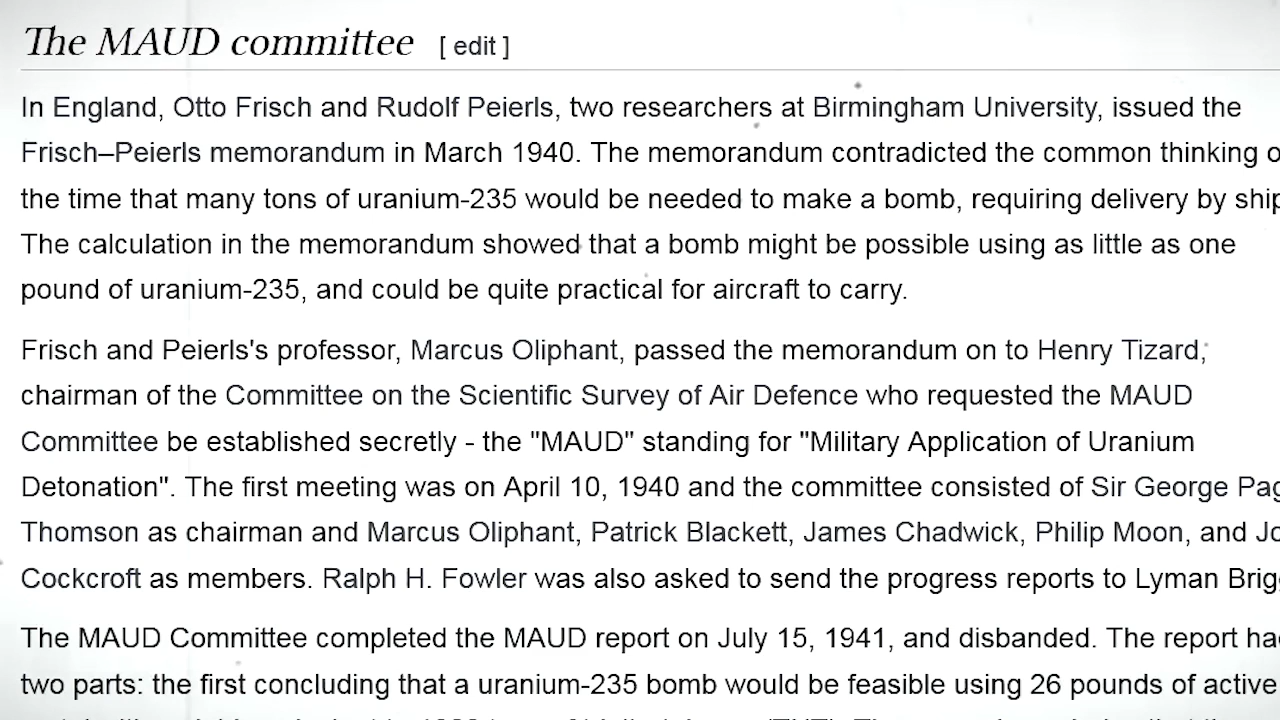 The MAUD committee [ edit ]
In England, Otto Frisch and Rudolf Peierls, two researchers at Birmingham University, issued the
Frisch–Peierls memorandum in March 1940. The memorandum contradicted the common thinking
the time that many tons of uranium-235 would be needed to make a bomb, requiring delivery by ship
The calculation in the memorandum showed that a bomb might be possible using as little as one
pound of uranium-235, and could be quite practical for aircraft to carry.
Frisch and Peierls's professor, Marcus Oliphant, passed the memorandum on to Henry Tizard,
chairman of the Committee on the Scientific Survey of Air Defence who requested the MAUD
Committee be established secretly - the "MAUD" standing for "Military Application of Uranium
Detonation". The first meeting was on April 10, 1940 and the committee consisted of Sir George
Thomson as chairman and Marcus Oliphant, Patrick Blackett, James Chadwick, Philip Moon, and
Cockcroft as members. Ralph H. Fowler was also asked to send the progress reports to Lyman
The MAUD Committee completed the MAUD report on July 15, 1941, and disbanded. The report
two parts: the first concluding that a uranium-235 bomb would be feasible using 26 pounds of active